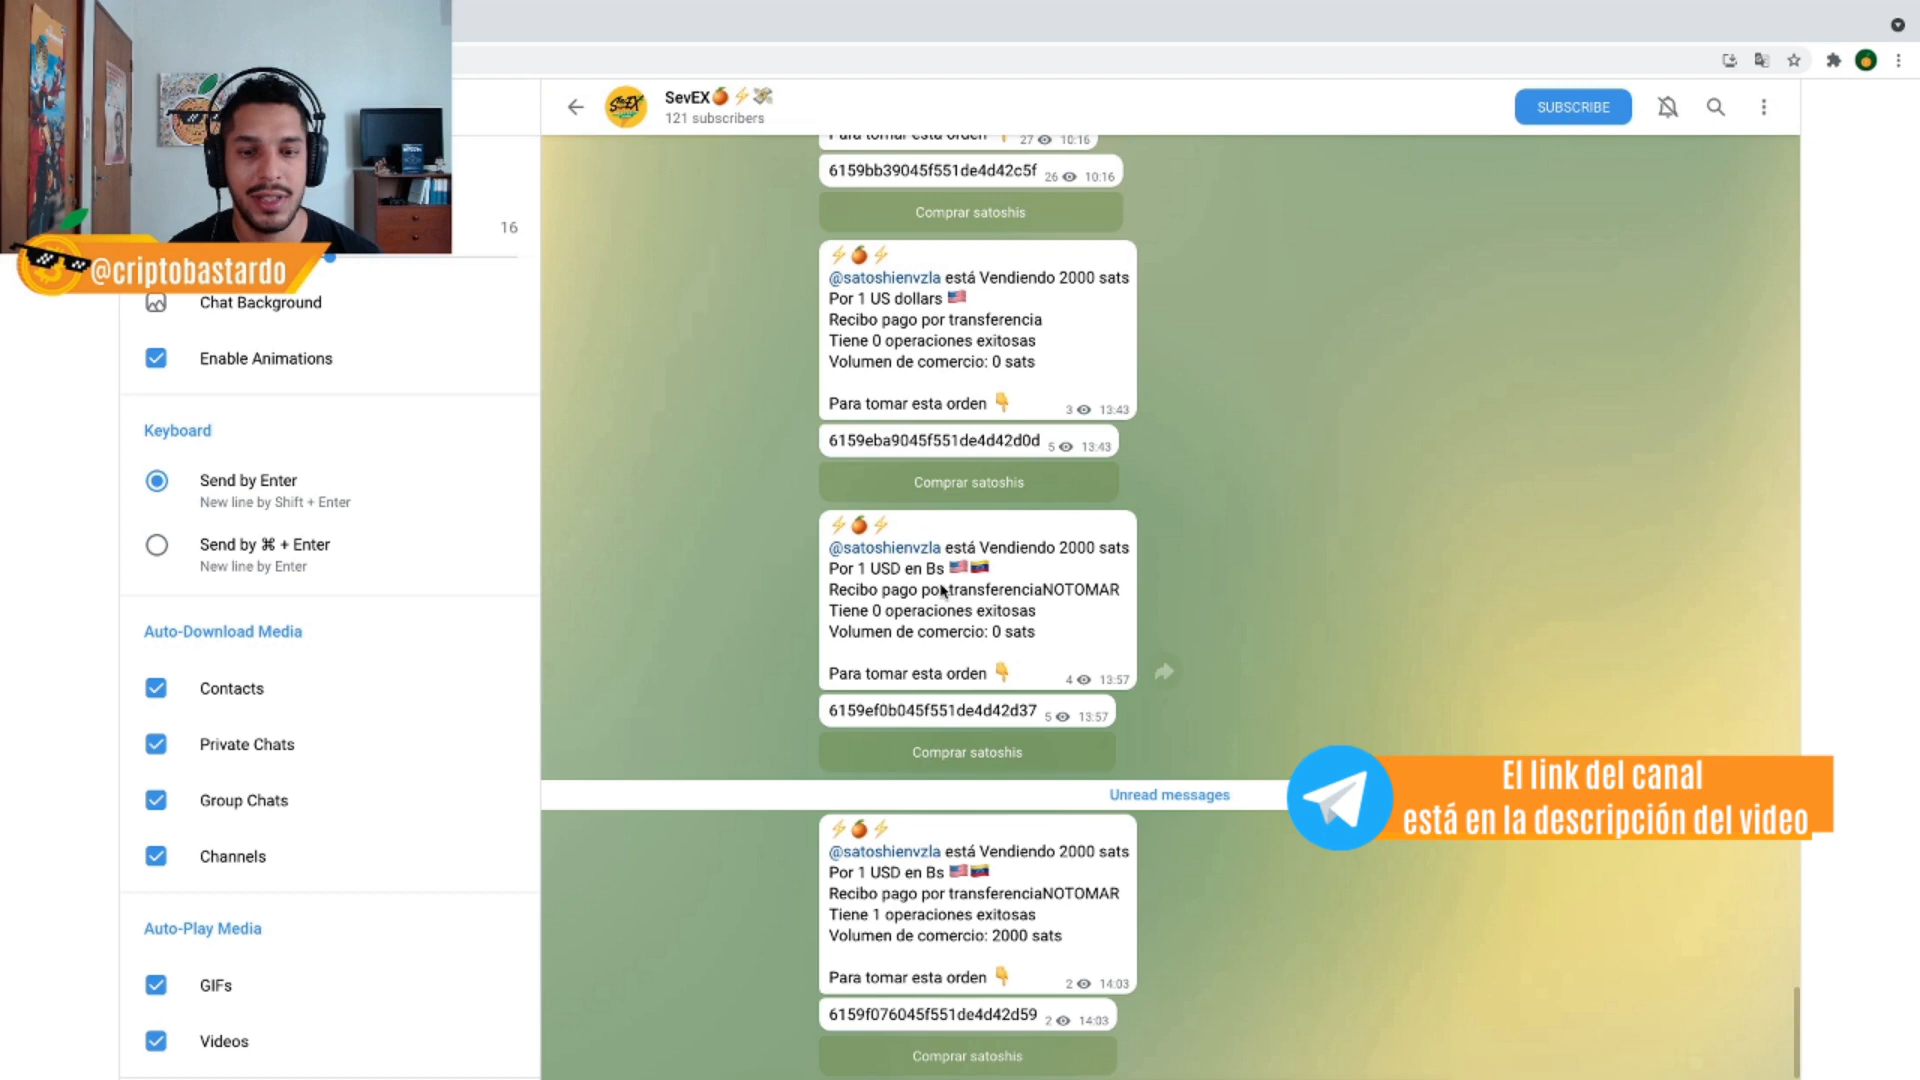 SevEX
121 subscribers
SUBSCRIBE
@criptobastardo
16
Chat Background
Enable Animations
Keyboard
Send by Enter
New line by Shift + Enter
Send by ⌘ + Enter
New line by Enter
Auto-Download Media
Contacts
Private Chats
Group Chats
Channels
Auto-Play Media
GIFs
Videos
Para tomar esta orden 27 10:16
6159bb39045f551de4d42c5f 26 10:16
Comprar satoshis
@satoshienvzla está Vendiendo 2000 sats
Por 1 US dollars
Recibo pago por transferencia
Tiene 0 operaciones exitosas
Volumen de comercio: 0 sats
Para tomar esta orden 3 13:43
6159eba9045f551de4d42d0d 5 13:43
Comprar satoshis
@satoshienvzla está Vendiendo 2000 sats
Por 1 USD en Bs
Recibo pago por transferenciaNOTOMAR
Tiene 0 operaciones exitosas
Volumen de comercio: 0 sats
Para tomar esta orden 4 13:57
6159ef0b045f551de4d42d37 5 13:57
Comprar satoshis
Unread messages
@satoshienvzla está Vendiendo 2000 sats
Por 1 USD en Bs
Recibo pago por transferenciaNOTOMAR
Tiene 1 operaciones exitosas
Volumen de comercio: 2000 sats
Para tomar esta orden 2 14:03
6159f076045f551de4d42d59 2 14:03
Comprar satoshis
El link del canal
está en la descripción del video